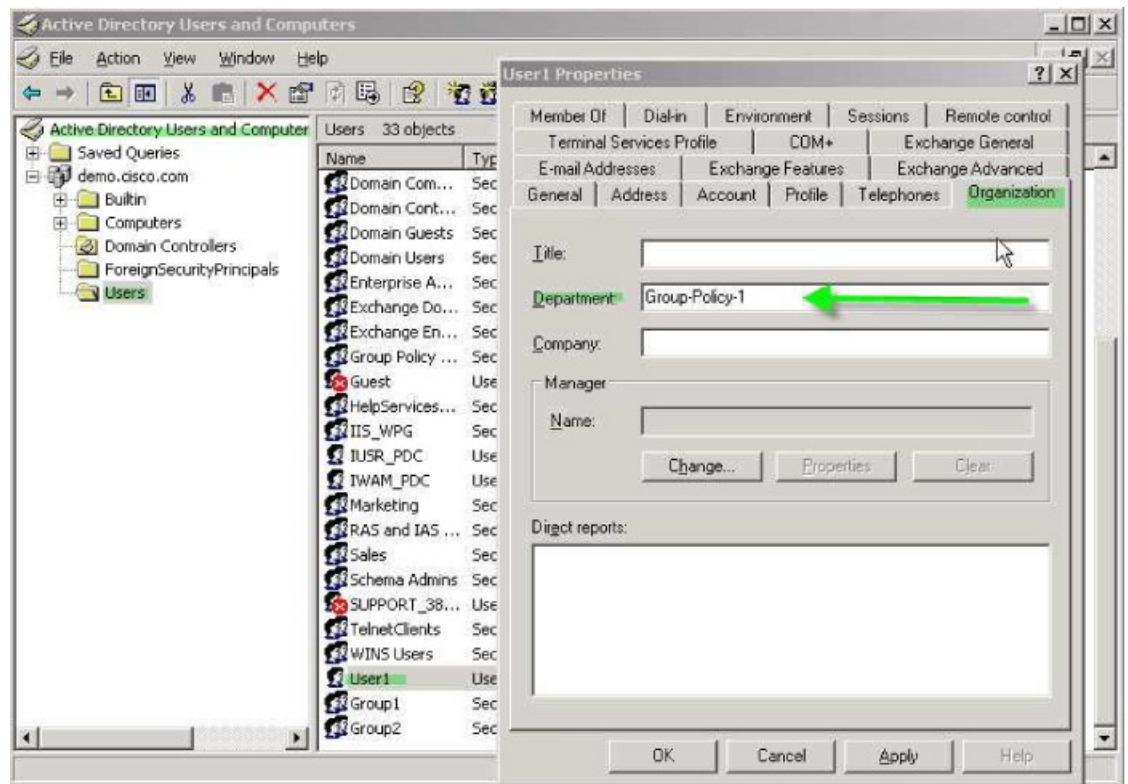 Active Directory Users and Computers
File Action View Window Help
Active Directory Users and Computer
Saved Queries
demo.cisco.com
Builtin
Computers
Domain Controllers
ForeignSecurityPrincipals
Users
Users 33 objects
Name Typ
Domain Com... Sec
Domain Cont... Sec
Domain Guests Sec
Domain Users Sec
Enterprise A... Sec
Exchange Do... Sec
Exchange En... Sec
Group Policy ... Sec
Guest Use
HelpServices... Sec
IIS_WPG Sec
IUSR_PDC Use
IWAM_PDC Use
Marketing Sec
RAS and IAS ... Sec
Sales Sec
Schema Admins Sec
SUPPORT_38... Use
TelnetClients Sec
WINS Users Sec
User1 Use
Group1 Sec
Group2 Sec
User1 Properties
Member Of Dial-in Environment Sessions Remote control
Terminal Services Profile COM+ Exchange General
E-mail Addresses Exchange Features Exchange Advanced
General Address Account Profile Telephones Organization
Title:
Department: Group-Policy-1
Company:
Manager
Name:
Change... Properties Clear
Direct reports:
OK Cancel Apply Help